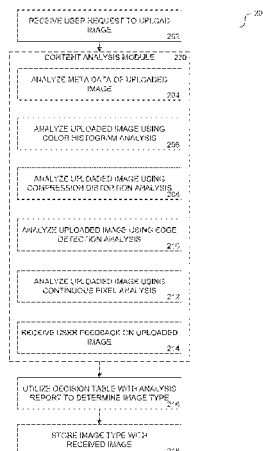 RECEIVE USER REQUEST TO UPLOAD
IMAGE
202
20
CONTENT ANALYSIS MODULE
230
ANALYZE META DATA OF UPLOADED
IMAGE
204
ANALYZE UPLOADED IMAGE USING
COLOR HISTOGRAM ANALYSIS
206
ANALYZE UPLOADED IMAGE USING
COMPRESSION DISTORTION ANALYSIS
208
ANALYZE UPLOADED IMAGE USING EDGE
DETECTION ANALYSIS
210
ANALYZE UPLOADED IMAGE USING
CONTINUOUS PIXEL ANALYSIS
212
RECEIVE USER FEEDBACK ON UPLOADED
IMAGE
214
UTILIZE DECISION TABLE WITH ANALYSIS
REPORT TO DETERMINE IMAGE TYPE
216
STORE IMAGE TYPE WITH
RECEIVED IMAGE